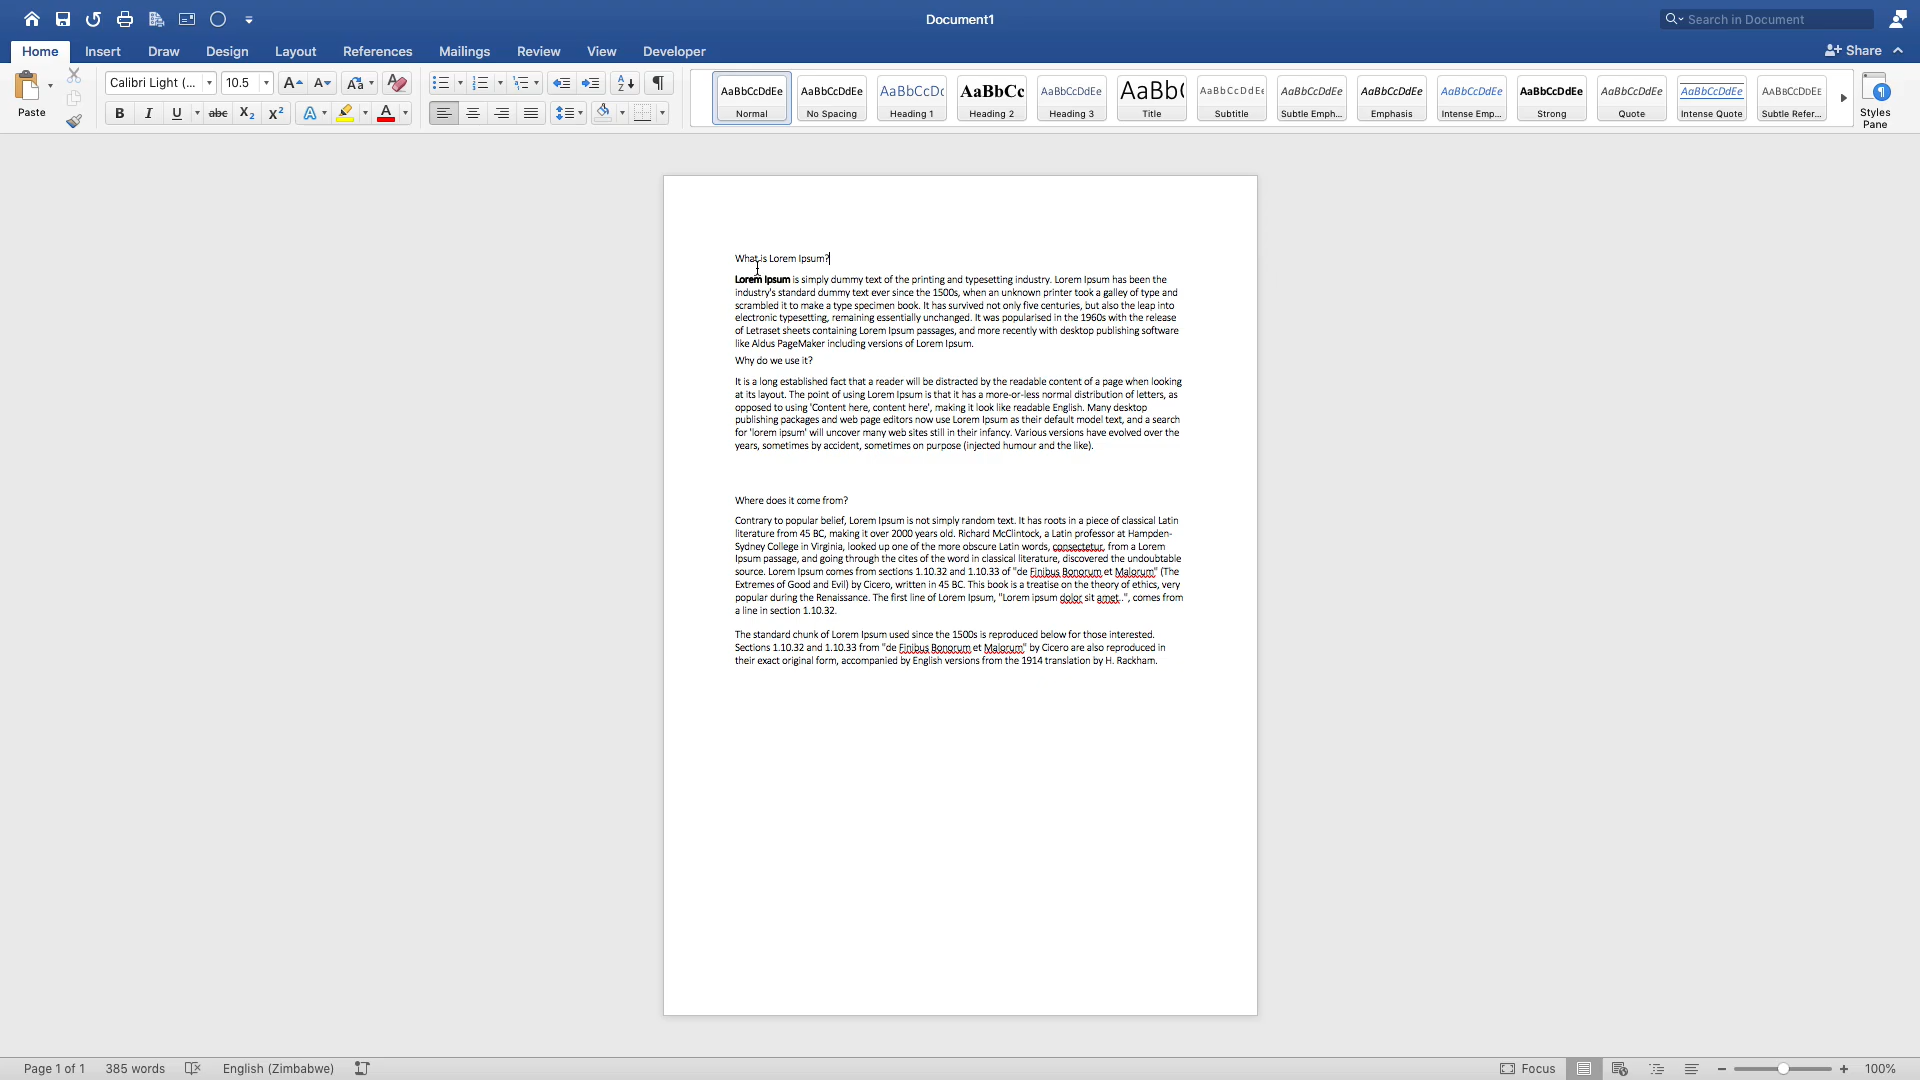 Document1
Search in Document
Home Insert Draw Design Layout References Mailings Review View Developer
Share
Paste
Calibri Light (...
10.5
AaBbCcDdEe AaBbCcDdEe AaBbCcDc AaBbCc AaBbCcDdEe AaBb( AaBbCcDdEe AaBbCcDdEe AaBbCcDdEe AaBbCcDdEe AaBbCcDdEe AaBbCcDdEe AaBbCcDdEe AaBbCcDdEe
Normal No Spacing Heading 1 Heading 2 Heading 3 Title Subtitle Subtle Emph... Emphasis Intense Emp... Strong Quote Intense Quote Subtle Refer...
Styles
Pane
What is Lorem Ipsum?
Lorem Ipsum is simply dummy text of the printing and typesetting industry. Lorem Ipsum has been the
industry's standard dummy text ever since the 1500s, when an unknown printer took a galley of type and
scrambled it to make a type specimen book. It has survived not only five centuries, but also the leap into
electronic typesetting, remaining essentially unchanged. It was popularised in the 1960s with the release
of Letraset sheets containing Lorem Ipsum passages, and more recently with desktop publishing software
like Aldus PageMaker including versions of Lorem Ipsum.
Why do we use it?
It is a long established fact that a reader will be distracted by the readable content of a page when looking
at its layout. The point of using Lorem Ipsum is that it has a more-or-less normal distribution of letters, as
opposed to using 'Content here, content here', making it look like readable English. Many desktop
publishing packages and web page editors now use Lorem Ipsum as their default model text, and a search
for 'lorem ipsum' will uncover many web sites still in their infancy. Various versions have evolved over the
years, sometimes by accident, sometimes on purpose (injected humour and the like).
Where does it come from?
Contrary to popular belief, Lorem Ipsum is not simply random text. It has roots in a piece of classical Latin
literature from 45 BC, making it over 2000 years old. Richard McClintock, a Latin professor at Hampden-
Sydney College in Virginia, looked up one of the more obscure Latin words, consectetur, from a Lorem
Ipsum passage, and going through the cites of the word in classical literature, discovered the undoubtable
source. Lorem Ipsum comes from sections 1.10.32 and 1.10.33 of "de Finibus Bonorum et Malorum" (The
Extremes of Good and Evil) by Cicero, written in 45 BC. This book is a treatise on the theory of ethics, very
popular during the Renaissance. The first line of Lorem Ipsum, "Lorem ipsum dolor sit amet..", comes from
a line in section 1.10.32.
The standard chunk of Lorem Ipsum used since the 1500s is reproduced below for those interested.
Sections 1.10.32 and 1.10.33 from "de Finibus Bonorum et Malorum" by Cicero are also reproduced in
their exact original form, accompanied by English versions from the 1914 translation by H. Rackham.
Page 1 of 1 385 words English (Zimbabwe) Focus 100%